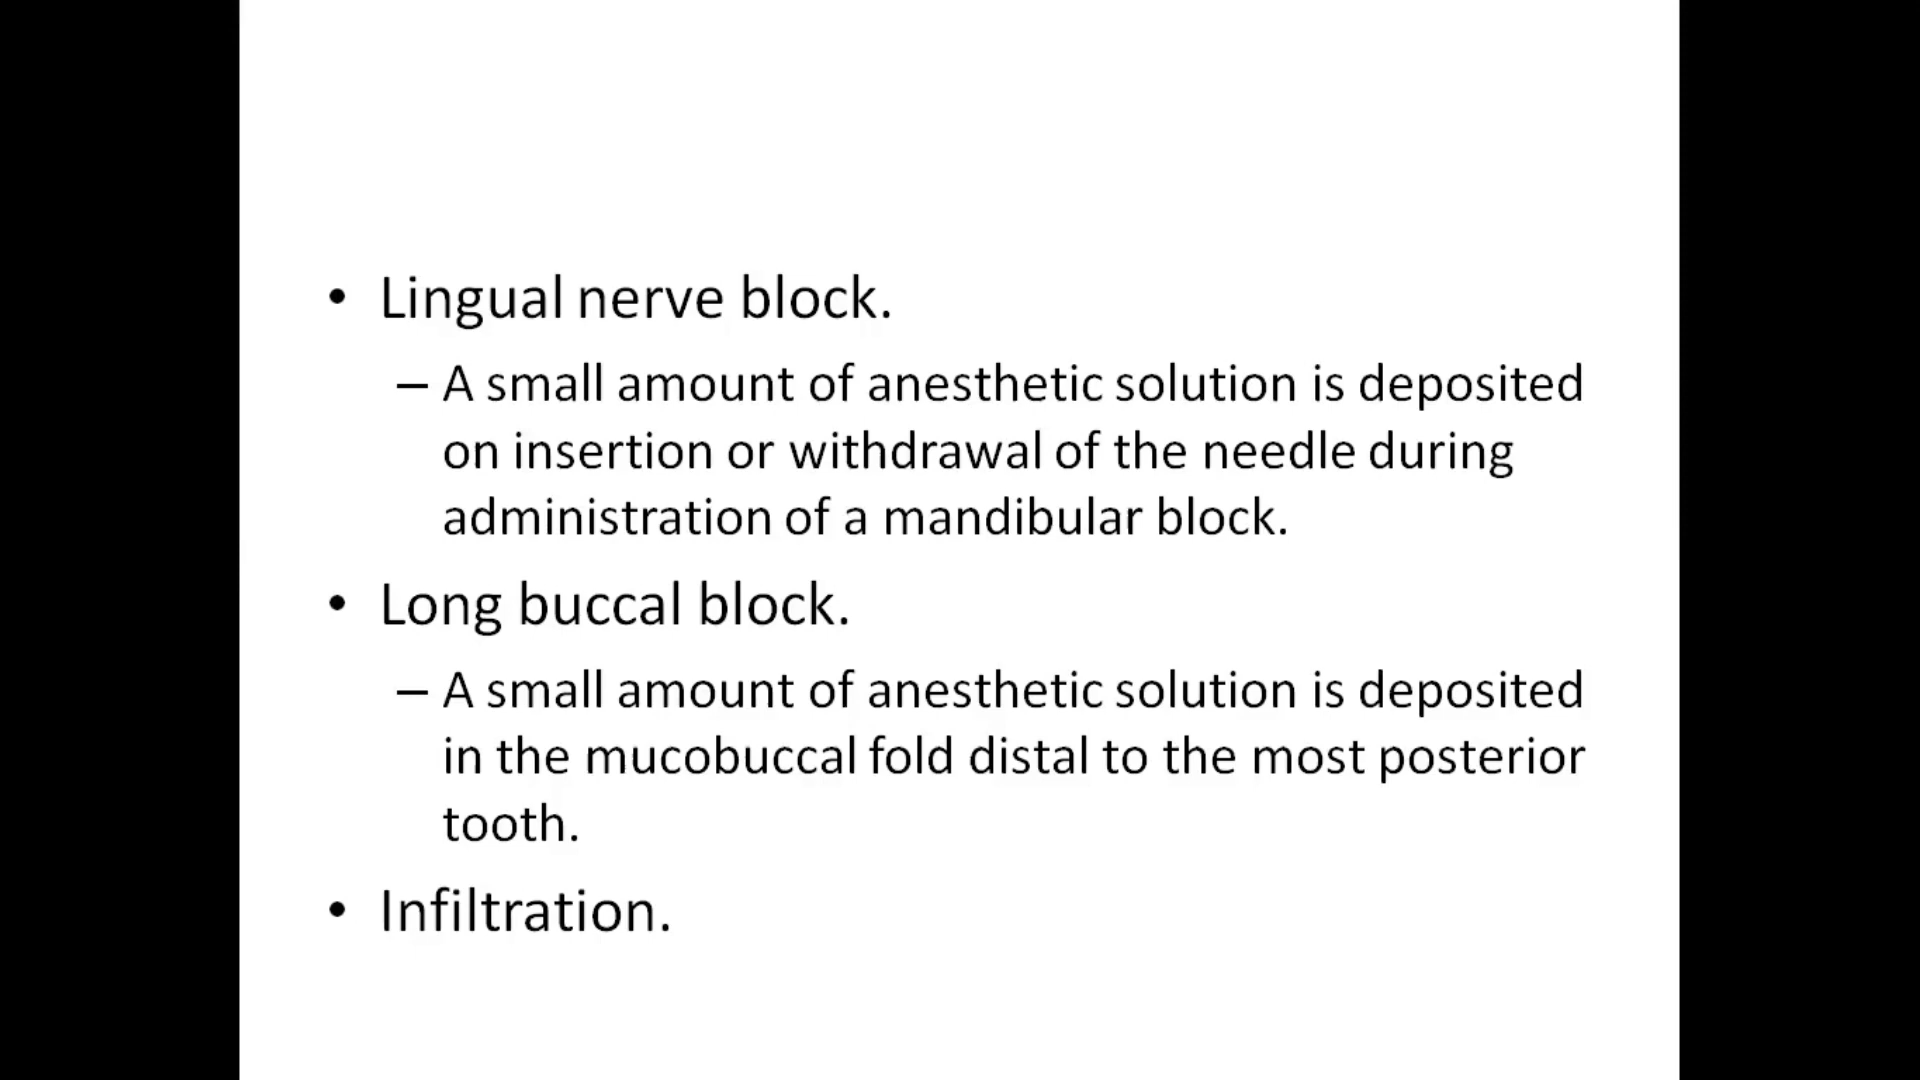 • Lingual nerve block.
– A small amount of anesthetic solution is deposited
on insertion or withdrawal of the needle during
administration of a mandibular block.
• Long buccal block.
– A small amount of anesthetic solution is deposited
in the mucobuccal fold distal to the most posterior
tooth.
• Infiltration.